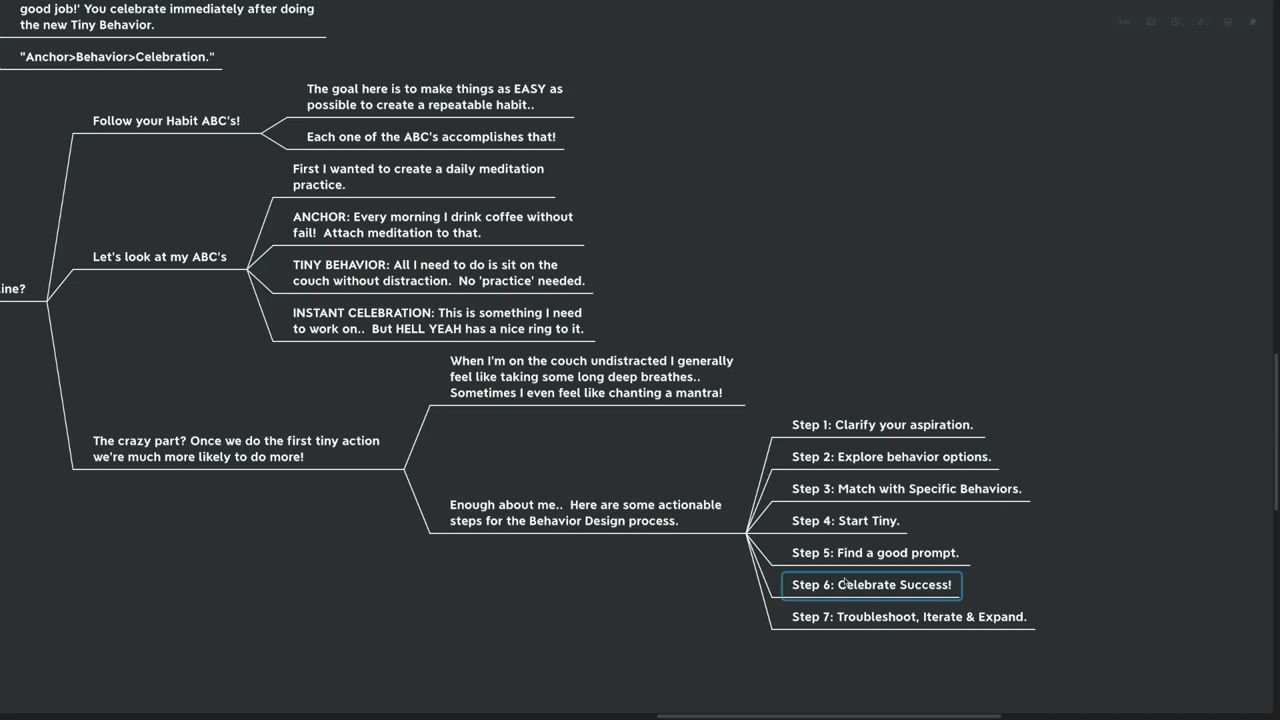 good job!' You celebrate immediately after doing
the new Tiny Behavior.
"Anchor>Behavior>Celebration."
The goal here is to make things as EASY as
possible to create a repeatable habit..
Follow your Habit ABC's!
Each one of the ABC's accomplishes that!
First I wanted to create a daily meditation
practice.
ANCHOR: Every morning I drink coffee without
fail!  Attach meditation to that.
Let's look at my ABC's
TINY BEHAVIOR: All I need to do is sit on the
couch without distraction.  No 'practice' needed.
ine?
INSTANT CELEBRATION: This is something I need
to work on..  But HELL YEAH has a nice ring to it.
When I'm on the couch undistracted I generally
feel like taking some long deep breathes..
Sometimes I even feel like chanting a mantra!
The crazy part? Once we do the first tiny action
we're much more likely to do more!
Enough about me..  Here are some actionable
steps for the Behavior Design process.
Step 1: Clarify your aspiration.
Step 2: Explore behavior options.
Step 3: Match with Specific Behaviors.
Step 4: Start Tiny.
Step 5: Find a good prompt.
Step 6: Celebrate Success!
Step 7: Troubleshoot, Iterate & Expand.